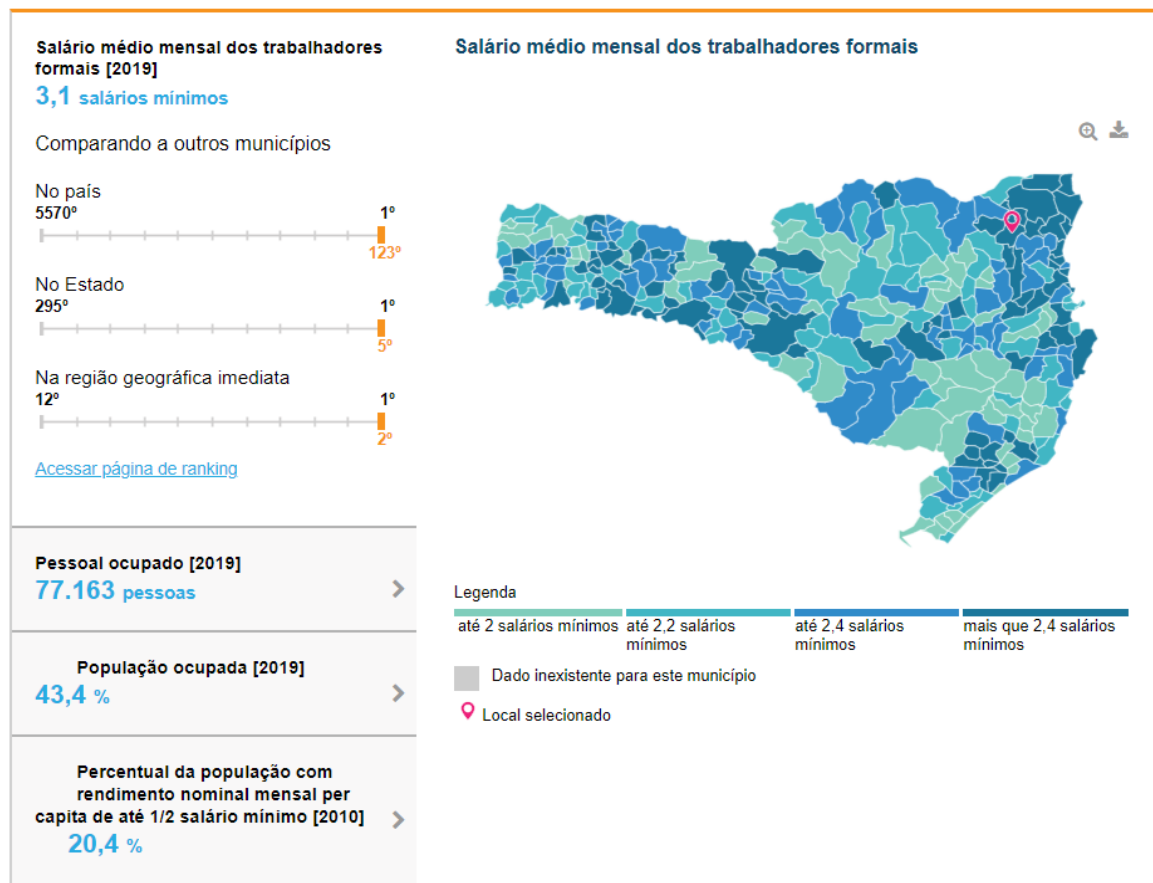 Salário médio mensal dos trabalhadores
formais [2019]
3,1 salários mínimos
Comparando a outros municípios
No país
5570º 1º
123º
No Estado
295º 1º
5º
Na região geográfica imediata
12º 1º
2º
Acessar página de ranking
Pessoal ocupado [2019]
77.163 pessoas
População ocupada [2019]
43,4 %
Percentual da população com
rendimento nominal mensal per
capita de até 1/2 salário mínimo [2010]
20,4 %
Salário médio mensal dos trabalhadores formais
Legenda
até 2 salários mínimos
até 2,2 salários
mínimos
até 2,4 salários
mínimos
mais que 2,4 salários
mínimos
Dado inexistente para este município
Local selecionado